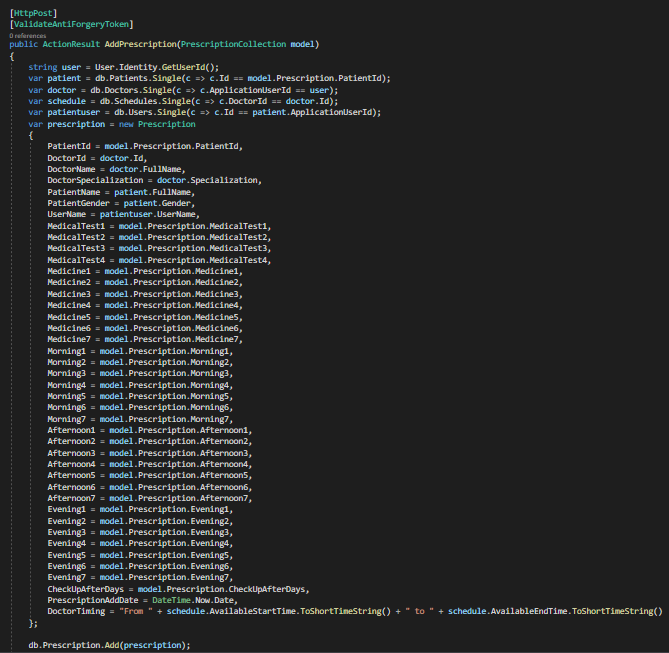 [HttpPost]
[ValidateAntiForgeryToken]
0 references
public ActionResult AddPrescription(PrescriptionCollection model)
{
string user = User.Identity.GetUserId();
var patient = db.Patients.Single(c => c.Id == model.Prescription.PatientId);
var doctor = db.Doctors.Single(c => c.ApplicationUserId == user);
var schedule = db.Schedules.Single(c => c.DoctorId == doctor.Id);
var patientuser = db.Users.Single(c => c.Id == patient.ApplicationUserId);
var prescription = new Prescription
{
PatientId = model.Prescription.PatientId,
DoctorId = doctor.Id,
DoctorName = doctor.FullName,
DoctorSpecialization = doctor.Specialization,
PatientName = patient.FullName,
PatientGender = patient.Gender,
UserName = patientuser.UserName,
MedicalTest1 = model.Prescription.MedicalTest1,
MedicalTest2 = model.Prescription.MedicalTest2,
MedicalTest3 = model.Prescription.MedicalTest3,
MedicalTest4 = model.Prescription.MedicalTest4,
Medicine1 = model.Prescription.Medicine1,
Medicine2 = model.Prescription.Medicine2,
Medicine3 = model.Prescription.Medicine3,
Medicine4 = model.Prescription.Medicine4,
Medicine5 = model.Prescription.Medicine5,
Medicine6 = model.Prescription.Medicine6,
Medicine7 = model.Prescription.Medicine7,
Morning1 = model.Prescription.Morning1,
Morning2 = model.Prescription.Morning2,
Morning3 = model.Prescription.Morning3,
Morning4 = model.Prescription.Morning4,
Morning5 = model.Prescription.Morning5,
Morning6 = model.Prescription.Morning6,
Morning7 = model.Prescription.Morning7,
Afternoon1 = model.Prescription.Afternoon1,
Afternoon2 = model.Prescription.Afternoon2,
Afternoon3 = model.Prescription.Afternoon3,
Afternoon4 = model.Prescription.Afternoon4,
Afternoon5 = model.Prescription.Afternoon5,
Afternoon6 = model.Prescription.Afternoon6,
Afternoon7 = model.Prescription.Afternoon7,
Evening1 = model.Prescription.Evening1,
Evening2 = model.Prescription.Evening2,
Evening3 = model.Prescription.Evening3,
Evening4 = model.Prescription.Evening4,
Evening5 = model.Prescription.Evening5,
Evening6 = model.Prescription.Evening6,
Evening7 = model.Prescription.Evening7,
CheckUpAfterDays = model.Prescription.CheckUpAfterDays,
PrescriptionAddDate = DateTime.Now.Date,
DoctorTiming = "From " + schedule.AvailableStartTime.ToShortTimeString() + " to " + schedule.AvailableEndTime.ToShortTimeString()
};
db.Prescription.Add(prescription);